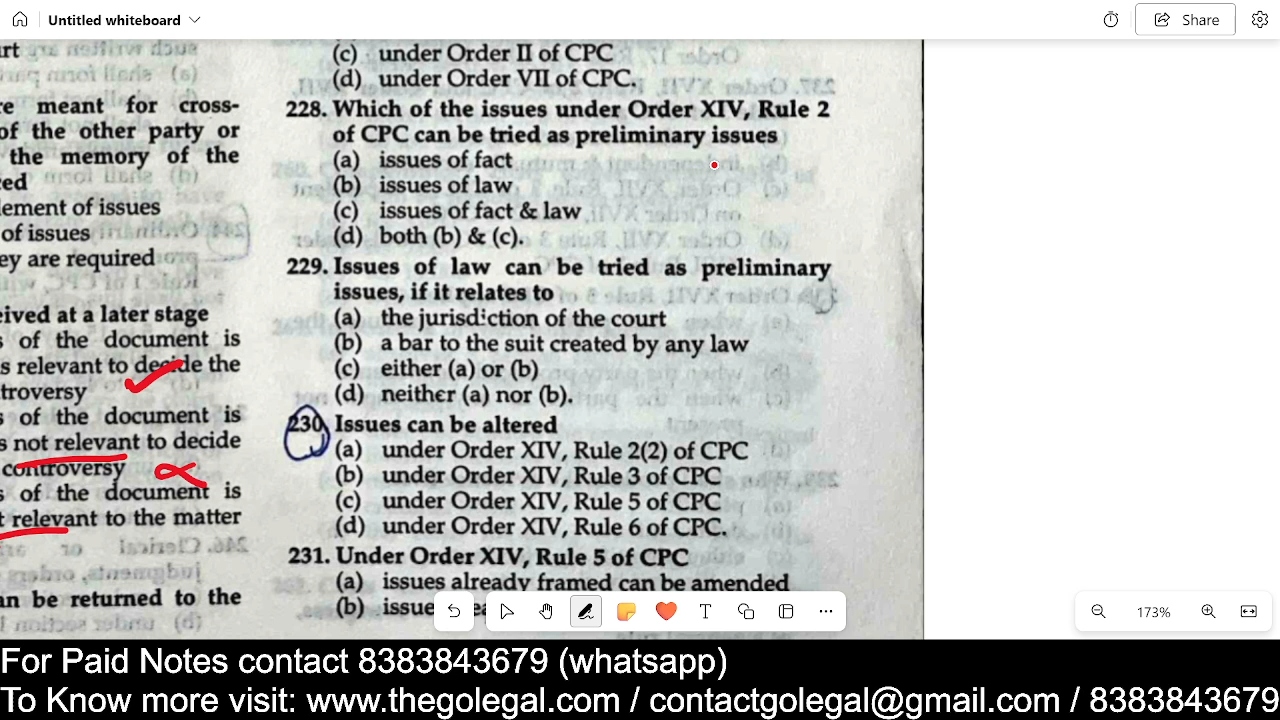 Untitled whiteboard
Share
rt
re meant for cross-
of the other party or
the memory of the
ed
lement of issues
of issues
ey are required
eived at a later stage
s of the document is
s relevant to decide the
troversy
s of the document is
s not relevant to decide
controversy
s of the document is
t relevant to the matter
an be returned to the
(c) under Order II of CPC
(d) under Order VII of CPC.
228. Which of the issues under Order XIV, Rule 2
of CPC can be tried as preliminary issues
(a) issues of fact
(b) issues of law
(c) issues of fact & law
(d) both (b) & (c).
229. Issues of law can be tried as preliminary
issues, if it relates to
(a) the jurisdiction of the court
(b) a bar to the suit created by any law
(c) either (a) or (b)
(d) neither (a) nor (b).
230. Issues can be altered
(a) under Order XIV, Rule 2(2) of CPC
(b) under Order XIV, Rule 3 of CPC
(c) under Order XIV, Rule 5 of CPC
(d) under Order XIV, Rule 6 of CPC.
231. Under Order XIV, Rule 5 of CPC
(a) issues already framed can be amended
(b) issue
173%
For Paid Notes contact 8383843679 (whatsapp)
To Know more visit: www.thegolegal.com / contactgolegal@gmail.com / 8383843679